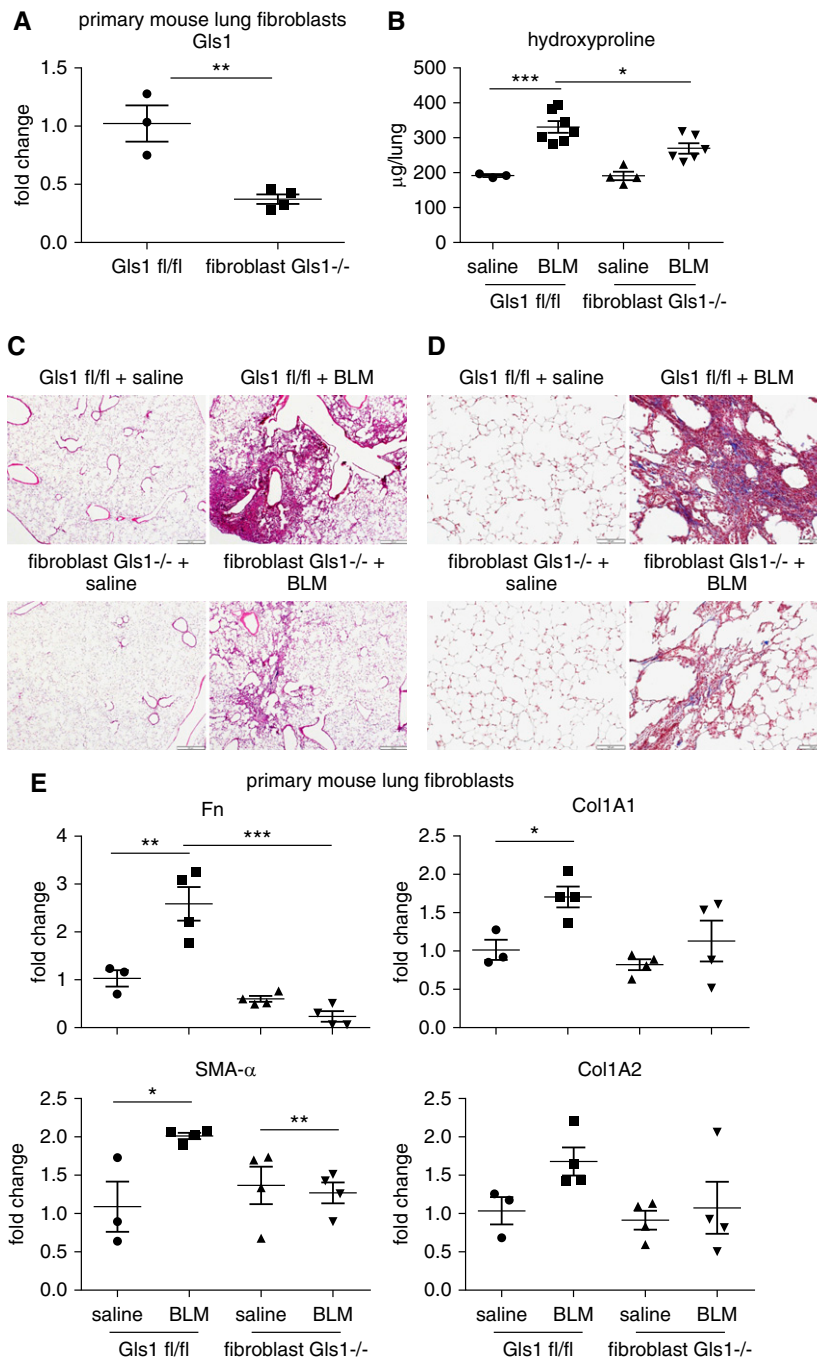 A
primary mouse lung fibroblasts
Gls1
fold change
1.5
1.0
0.5
0.0
**
Gls1 fl/fl
fibroblast Gls1-/-
B
hydroxyproline
μg/lung
500
400
300
200
100
0
***
*
saline
BLM
saline
BLM
Gls1 fl/fl
fibroblast Gls1-/-
C
Gls1 fl/fl + saline
Gls1 fl/fl + BLM
fibroblast Gls1-/- +
saline
fibroblast Gls1-/- +
BLM
D
Gls1 fl/fl + saline
Gls1 fl/fl + BLM
fibroblast Gls1-/- +
saline
fibroblast Gls1-/- +
BLM
E
primary mouse lung fibroblasts
Fn
fold change
4
3
2
1
0
**
***
Col1A1
fold change
2.5
2.0
1.5
1.0
0.5
0.0
*
SMA-α
fold change
2.5
2.0
1.5
1.0
0.5
0.0
*
**
saline
BLM
saline
BLM
Gls1 fl/fl
fibroblast Gls1-/-
Col1A2
fold change
2.5
2.0
1.5
1.0
0.5
0.0
saline
BLM
saline
BLM
Gls1 fl/fl
fibroblast Gls1-/-